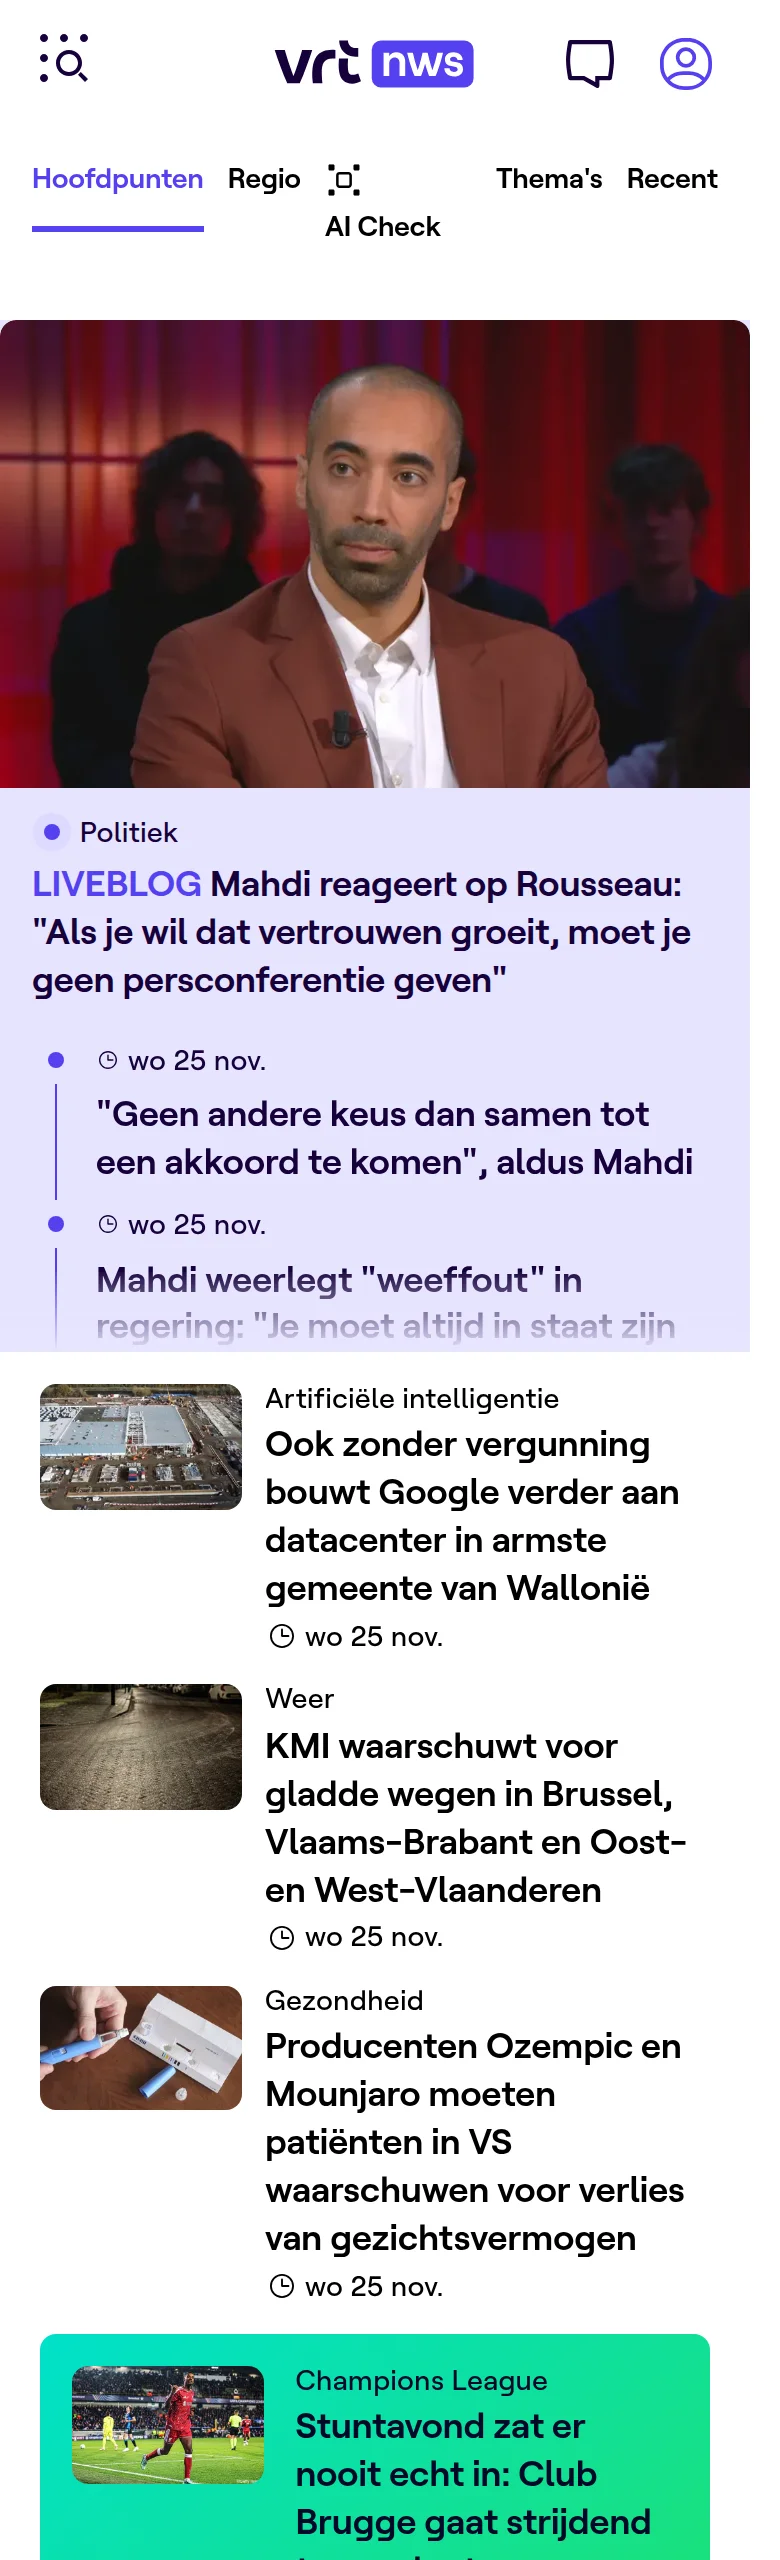 vrt nws
Hoofdpunten
Regio
AI Check
Thema's
Recent
Politiek
LIVEBLOG Mahdi reageert op Rousseau:
"Als je wil dat vertrouwen groeit, moet je
geen persconferentie geven"
wo 25 nov.
"Geen andere keus dan samen tot
een akkoord te komen", aldus Mahdi
wo 25 nov.
Mahdi weerlegt "weeffout" in
regering: "Je moet altijd in staat zijn
Artificiële intelligentie
Ook zonder vergunning
bouwt Google verder aan
datacenter in armste
gemeente van Wallonië
wo 25 nov.
Weer
KMI waarschuwt voor
gladde wegen in Brussel,
Vlaams-Brabant en Oost-
en West-Vlaanderen
wo 25 nov.
Gezondheid
Producenten Ozempic en
Mounjaro moeten
patiënten in VS
waarschuwen voor verlies
van gezichtsvermogen
wo 25 nov.
Champions League
Stuntavond zat er
nooit echt in: Club
Brugge gaat strijdend